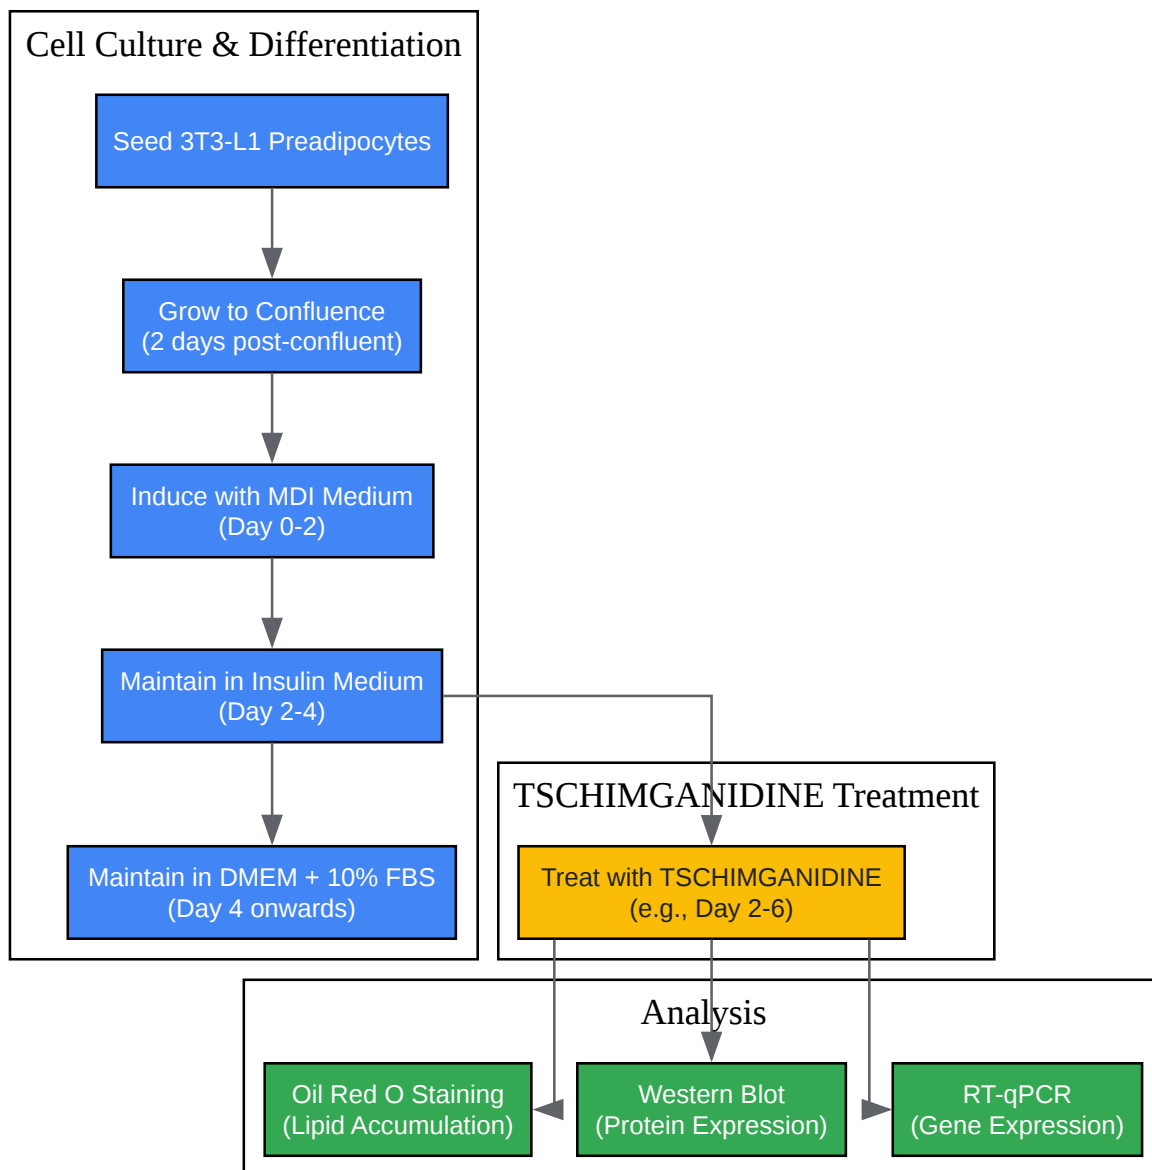 Cell Culture & Differentiation
Seed 3T3-L1 Preadipocytes
Grow to Confluence
(2 days post-confluent)
Induce with MDI Medium
(Day 0-2)
Maintain in Insulin Medium
(Day 2-4)
Maintain in DMEM + 10% FBS
(Day 4 onwards)
TSCHIMGANIDINE Treatment
Treat with TSCHIMGANIDINE
(e.g., Day 2-6)
Analysis
Oil Red O Staining
(Lipid Accumulation)
Western Blot
(Protein Expression)
RT-qPCR
(Gene Expression)